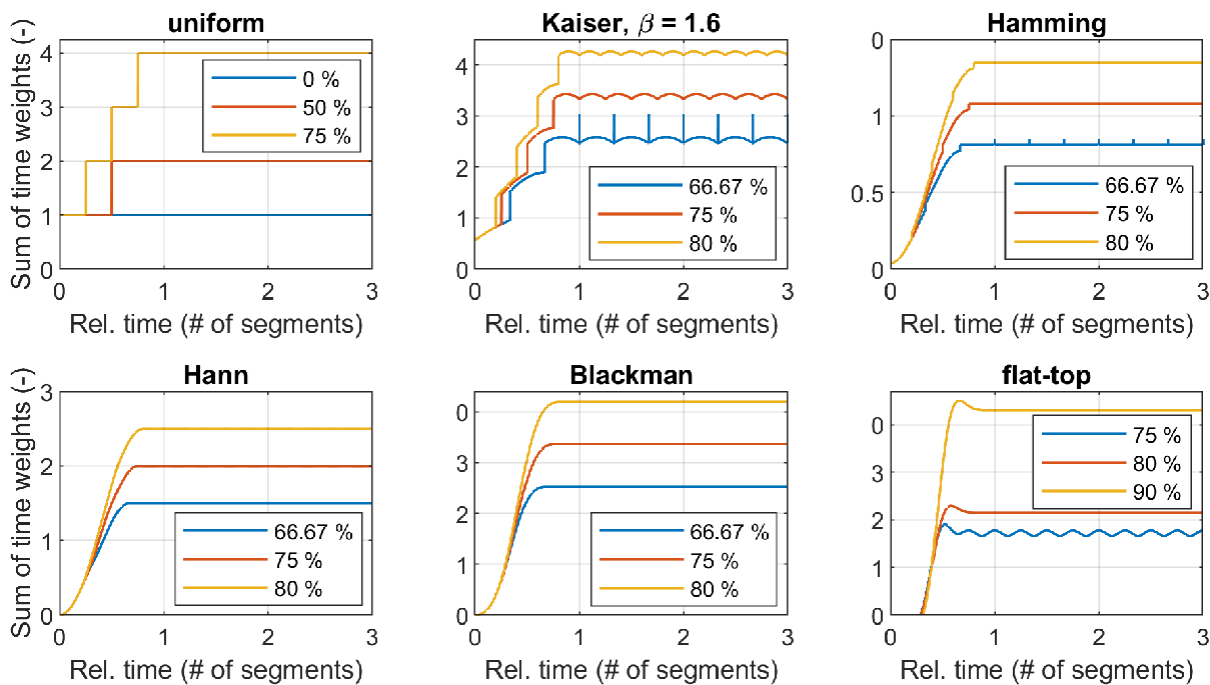 uniform
Sum of time weights (-)
4
3
2
1
0
0 %
50 %
75 %
0 1 2 3
Rel. time (# of segments)
Kaiser, β = 1.6
4
3
2
1
0
66.67 %
75 %
80 %
0 1 2 3
Rel. time (# of segments)
Hamming
0
1
0.5
0
66.67 %
75 %
80 %
0 1 2 3
Rel. time (# of segments)
Hann
Sum of time weights (-)
3
2
1
0
66.67 %
75 %
80 %
0 1 2 3
Rel. time (# of segments)
Blackman
0
3
2
1
0
66.67 %
75 %
80 %
0 1 2 3
Rel. time (# of segments)
flat-top
0
3
2
1
0
75 %
80 %
90 %
0 1 2 3
Rel. time (# of segments)